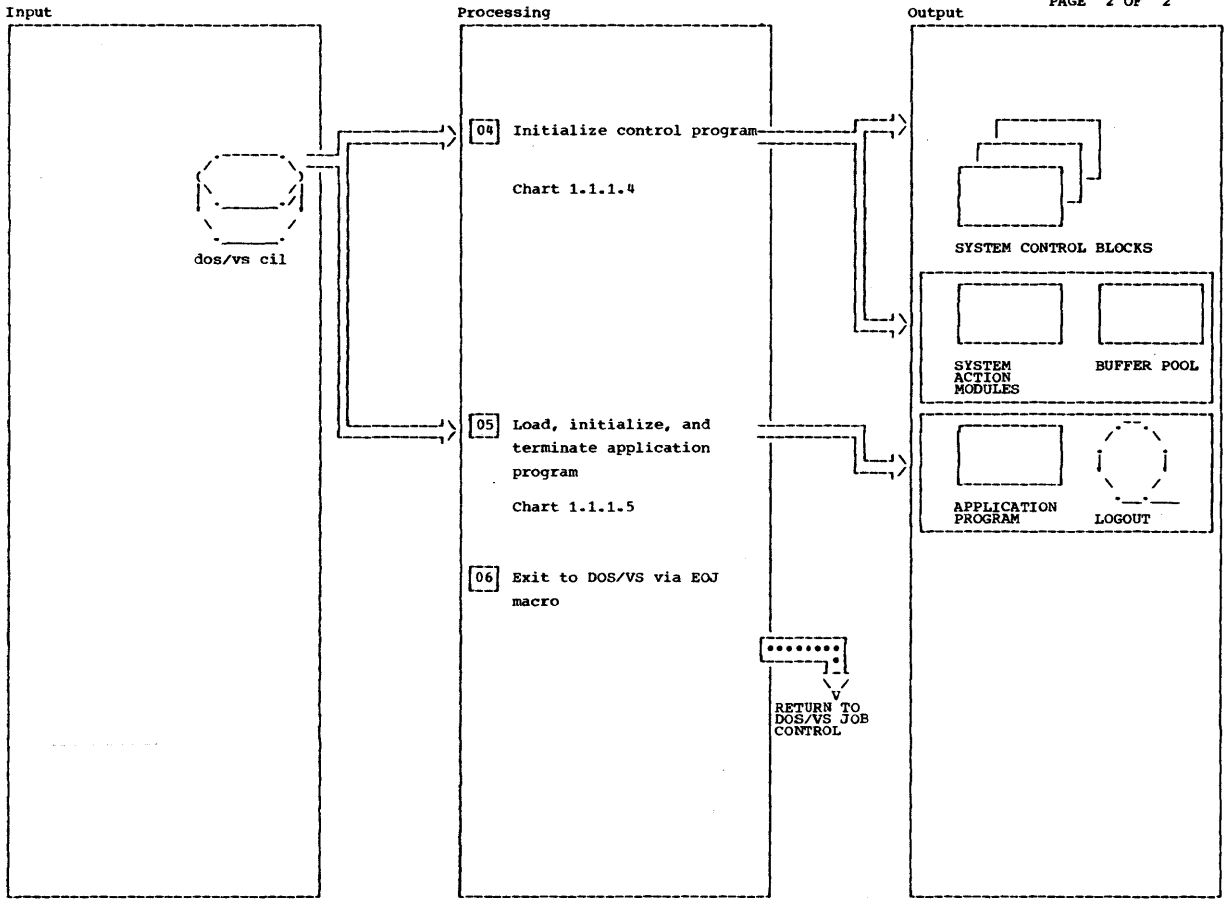 PAGE 2 OF 2
Input
Processing
Output
04 Initialize control program
Chart 1.1.1.4
dos/vs cil
SYSTEM CONTROL BLOCKS
SYSTEM
ACTION
MODULES
BUFFER POOL
05 Load, initialize, and
terminate application
program
Chart 1.1.1.5
APPLICATION
PROGRAM
LOGOUT
06 Exit to DOS/VS via EOJ
macro
RETURN TO
DOS/VS JOB
CONTROL